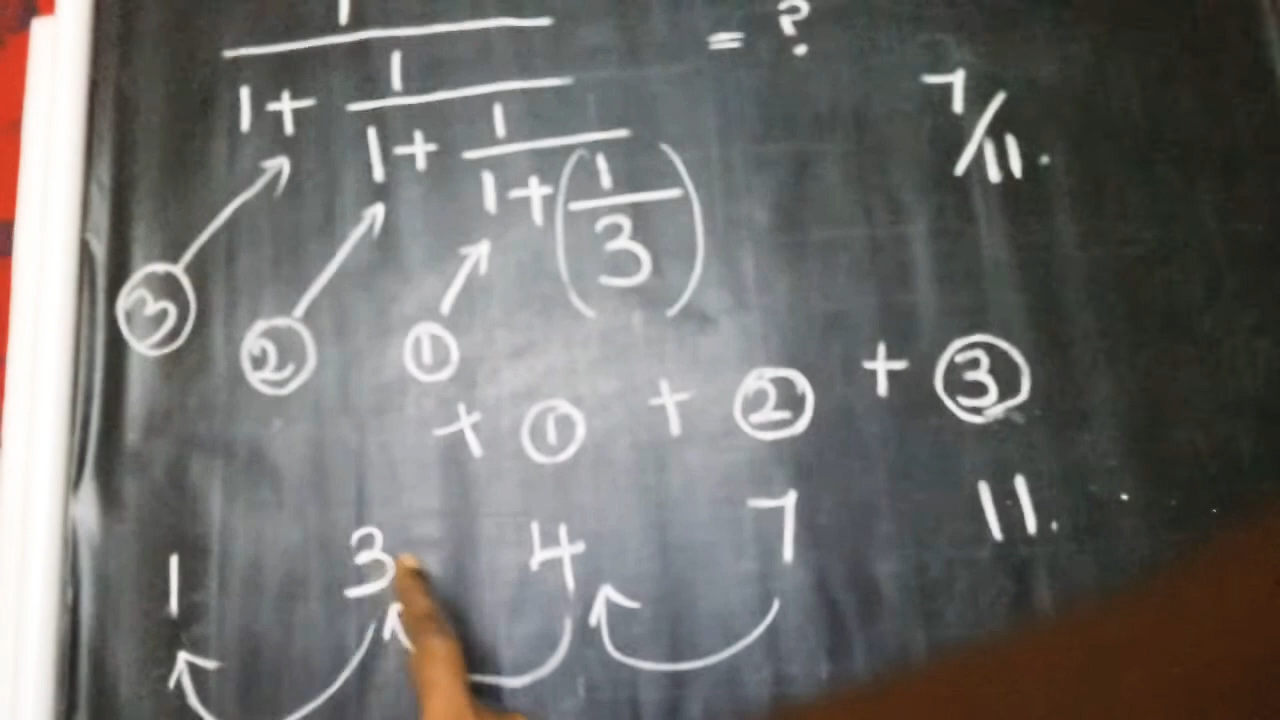 1
= ?
1 + 1
1 + 1
1 + ( 1
3 )
7/11.
③ ② ①
+ ① + ② + ③
1 3 4 7 11.